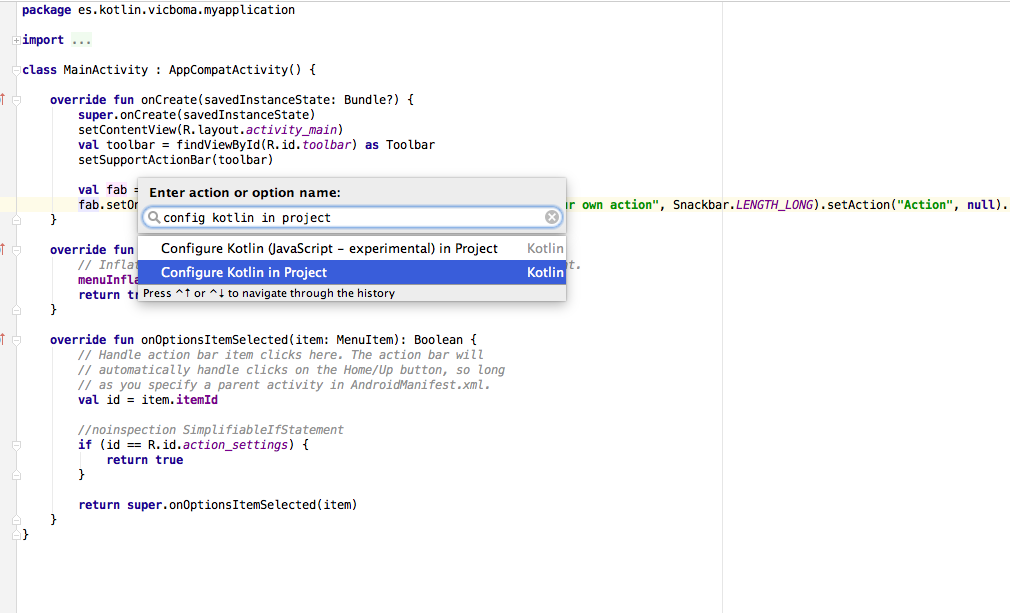 package es.kotlin.vicboma.myapplication
import ...
class MainActivity : AppCompatActivity() {
override fun onCreate(savedInstanceState: Bundle?) {
super.onCreate(savedInstanceState)
setContentView(R.layout.activity_main)
val toolbar = findViewById(R.id.toolbar) as Toolbar
setSupportActionBar(toolbar)
val fab =
Enter action or option name:
fab.setOn
own action", Snackbar.LENGTH_LONG).setAction("Action", null).
config kotlin in project
}
override fun
Configure Kotlin (JavaScript – experimental) in Project Kotlin
// Infla
t.
menuInfla
Configure Kotlin in Project Kotlin
return tr
Press ^↑ or ^↓ to navigate through the history
}
override fun onOptionsItemSelected(item: MenuItem): Boolean {
// Handle action bar item clicks here. The action bar will
// automatically handle clicks on the Home/Up button, so long
// as you specify a parent activity in AndroidManifest.xml.
val id = item.itemId
//noinspection SimplifiableIfStatement
if (id == R.id.action_settings) {
return true
}
return super.onOptionsItemSelected(item)
}
}